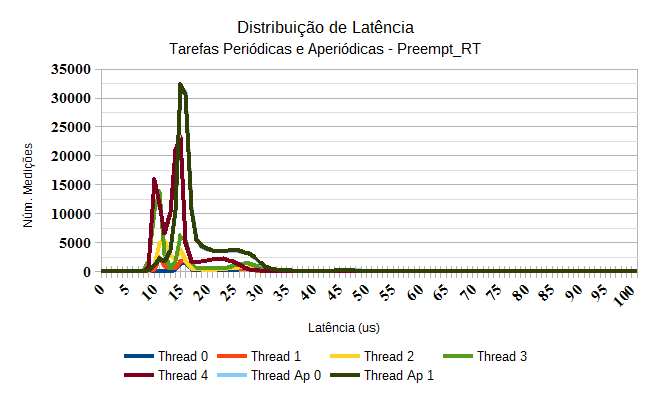 Distribuição de Latência
Tarefas Periódicas e Aperiódicas - Preempt_RT
35000
30000
25000
20000
15000
10000
5000
0
Núm. Medições
0 5 10 15 20 25 30 35 40 45 50 55 60 65 70 75 80 85 90 95 100
Latência (us)
Thread 0 Thread 1 Thread 2 Thread 3
Thread 4 Thread Ap 0 Thread Ap 1